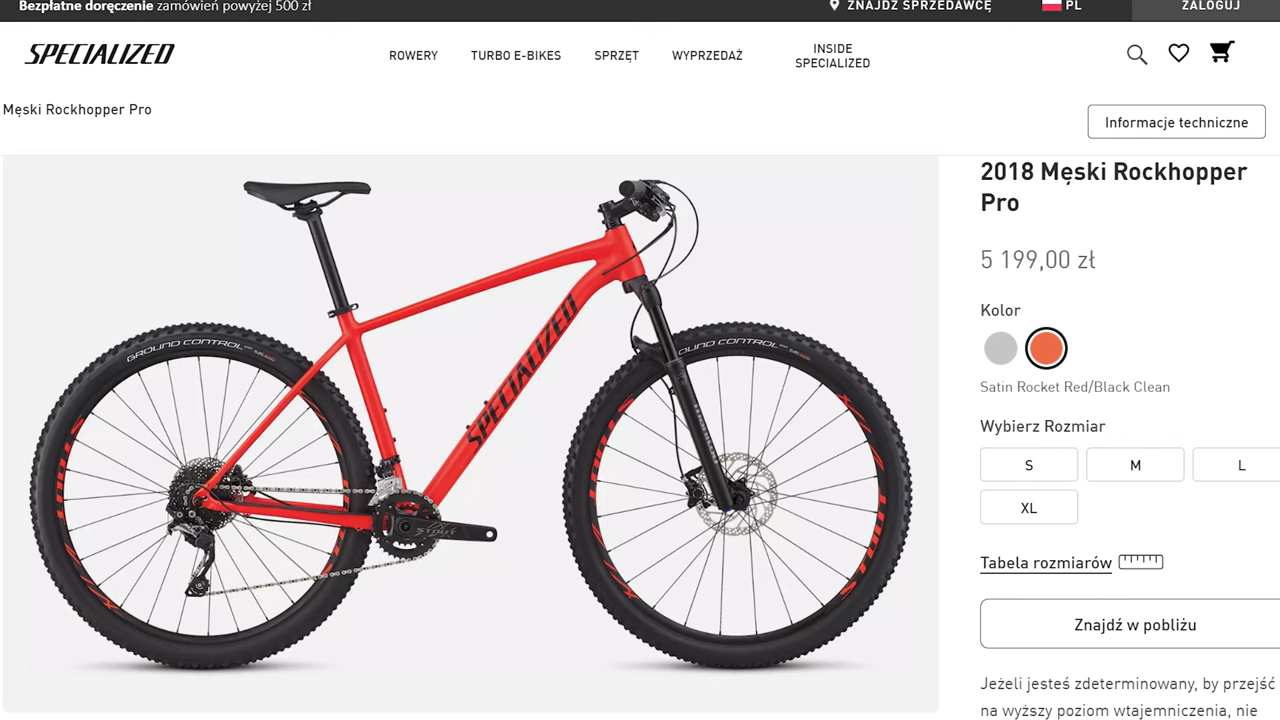 Bezpłatne doręczenie zamówień powyżej 500 zł
ZNAJDŹ SPRZEDAWCĘ
PL
ZALOGUJ
SPECIALIZED
ROWERY
TURBO E-BIKES
SPRZĘT
WYPRZEDAŻ
INSIDE
SPECIALIZED
Męski Rockhopper Pro
Informacje techniczne
2018 Męski Rockhopper
Pro
5 199,00 zł
Kolor
Satin Rocket Red/Black Clean
Wybierz Rozmiar
S
M
L
XL
Tabela rozmiarów
Znajdź w pobliżu
Jeżeli jesteś zdeterminowany, by przejść
na wyższy poziom wtajemniczenia, nie
GROUND CONTROL
OUND CONTROL
SPECIALIZED
STOUT